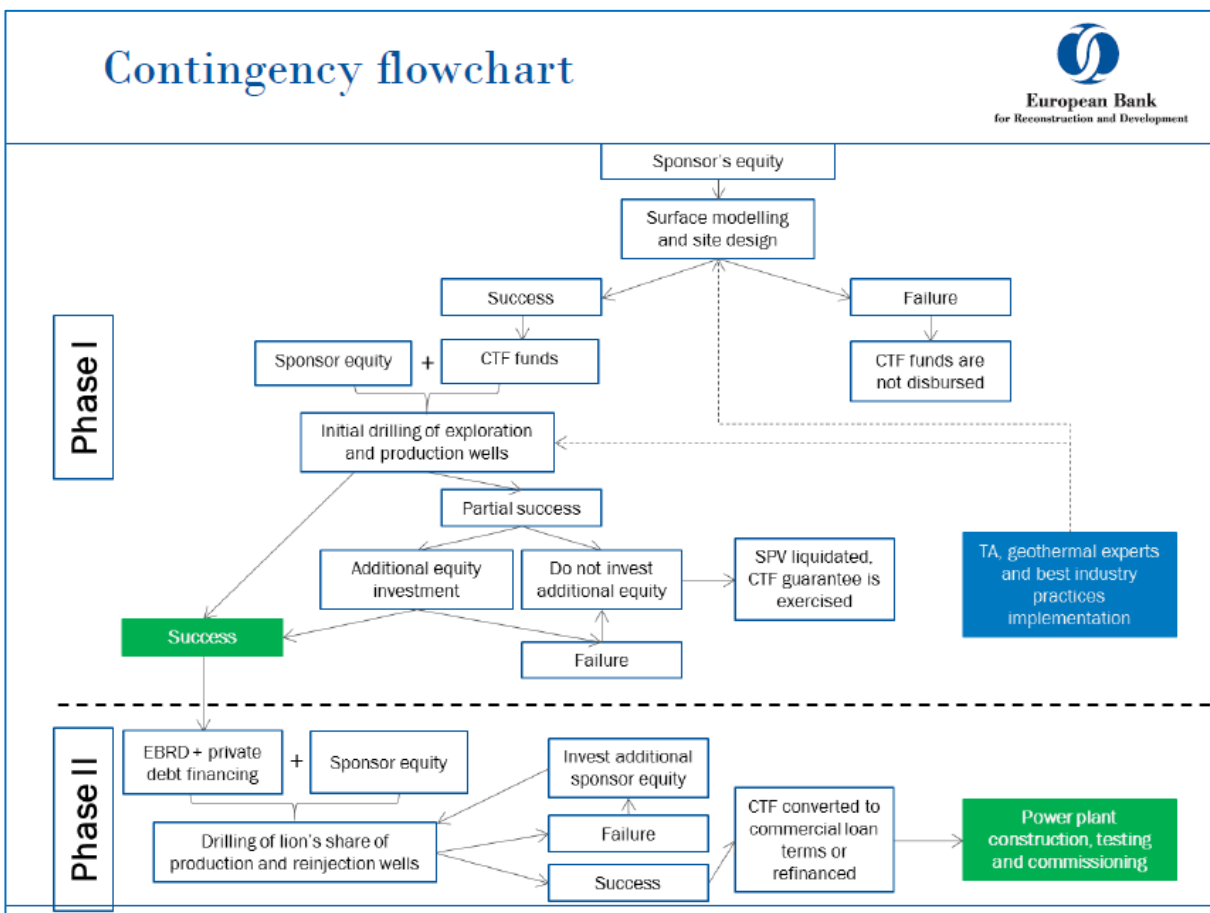 Contingency flowchart
European Bank
for Reconstruction and Development
Sponsor's equity
Surface modelling
and site design
Success
Failure
Phase I
Sponsor equity
+
CTF funds
CTF funds are
not disbursed
Initial drilling of exploration
and production wells
Partial success
Additional equity
investment
Do not invest
additional equity
SPV liquidated,
CTF guarantee is
exercised
TA, geothermal experts
and best industry
practices
implementation
Success
Failure
Phase II
EBRD + private
debt financing
+
Sponsor equity
Invest additional
sponsor equity
Drilling of lion's share of
production and reinjection wells
Failure
Success
CTF converted to
commercial loan
terms or
refinanced
Power plant
construction, testing
and commissioning